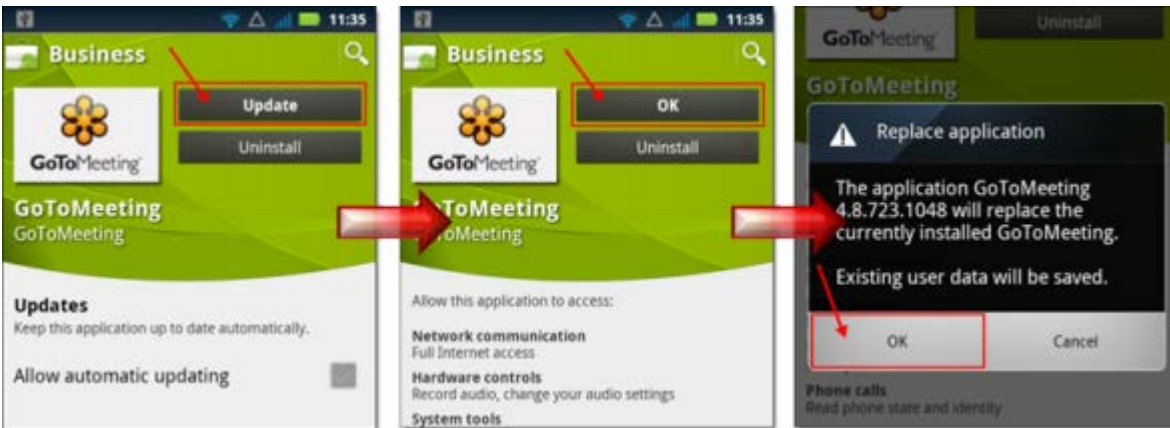 11:35
Business
Update
Uninstall
GoToMeeting
GoToMeeting
GoToMeeting
Updates
Keep this application up to date automatically.
Allow automatic updating
11:35
Business
OK
Uninstall
GoToMeeting
ToMeeting
oMeeting
Allow this application to access:
Network communication
Full Internet access
Hardware controls
Record audio, change your audio settings
System tools
Uninstall
GoToMeeting
GoToMeeting
Replace application
The application GoToMeeting
4.8.723.1048 will replace the
currently installed GoToMeeting.
Existing user data will be saved.
OK
Cancel
Phone calls
Read phone state and identity